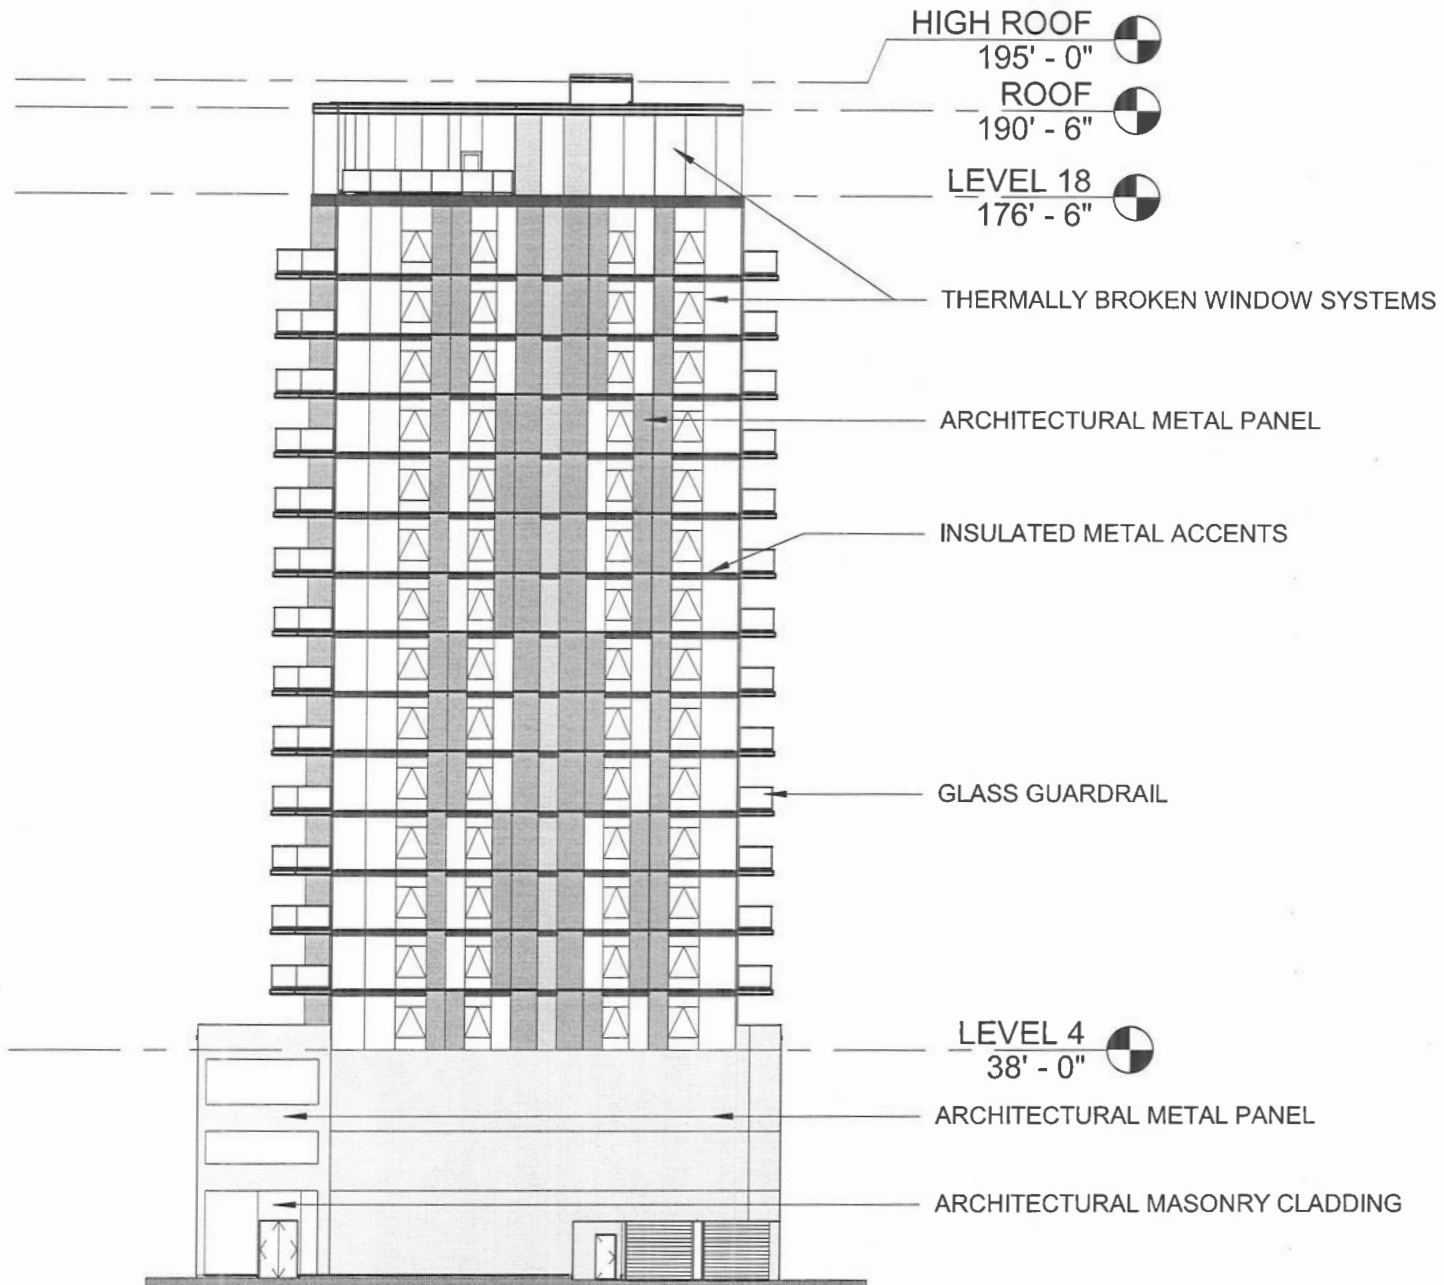 HIGH ROOF
195' - 0"
ROOF
190' - 6"
LEVEL 18
176' - 6"
THERMALLY BROKEN WINDOW SYSTEMS
ARCHITECTURAL METAL PANEL
INSULATED METAL ACCENTS
GLASS GUARDRAIL
LEVEL 4
38' - 0"
ARCHITECTURAL METAL PANEL
ARCHITECTURAL MASONRY CLADDING